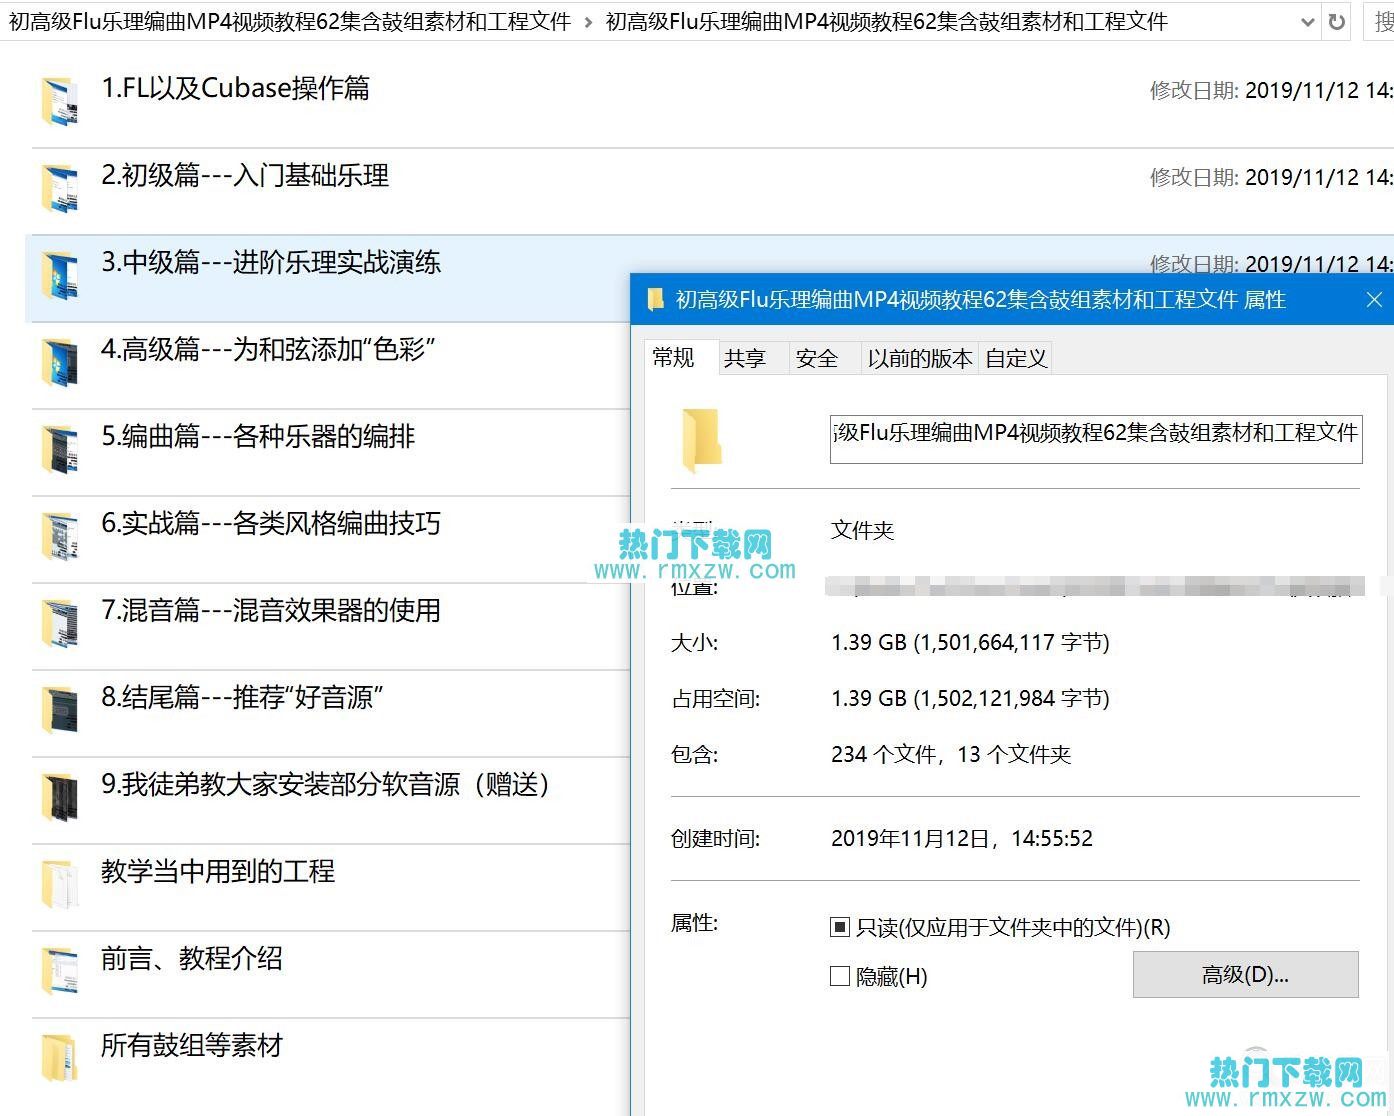 初高级Flu乐理编曲MP4视频教程62集含鼓组素材和工程文件 › 初高级Flu乐理编曲MP4视频教程62集含鼓组素材和工程文件
1.FL以及Cubase操作篇
修改日期: 2019/11/12 14:
2.初级篇---入门基础乐理
修改日期: 2019/11/12 14:
3.中级篇---进阶乐理实战演练
修改日期: 2019/11/12 14:
4.高级篇---为和弦添加“色彩”
5.编曲篇---各种乐器的编排
6.实战篇---各类风格编曲技巧
7.混音篇---混音效果器的使用
8.结尾篇---推荐“好音源”
9.我徒弟教大家安装部分软音源（赠送）
教学当中用到的工程
前言、教程介绍
所有鼓组等素材
初高级Flu乐理编曲MP4视频教程62集含鼓组素材和工程文件 属性
常规 共享 安全 以前的版本 自定义
级Flu乐理编曲MP4视频教程62集含鼓组素材和工程文件
文件夹
热门下载网
www.rmxzw.com
位置:
大小: 1.39 GB (1,501,664,117 字节)
占用空间: 1.39 GB (1,502,121,984 字节)
包含: 234 个文件，13 个文件夹
创建时间: 2019年11月12日，14:55:52
属性: 只读(仅应用于文件夹中的文件)(R)
隐藏(H)
高级(D)...
热门下载网
www.rmxzw.com